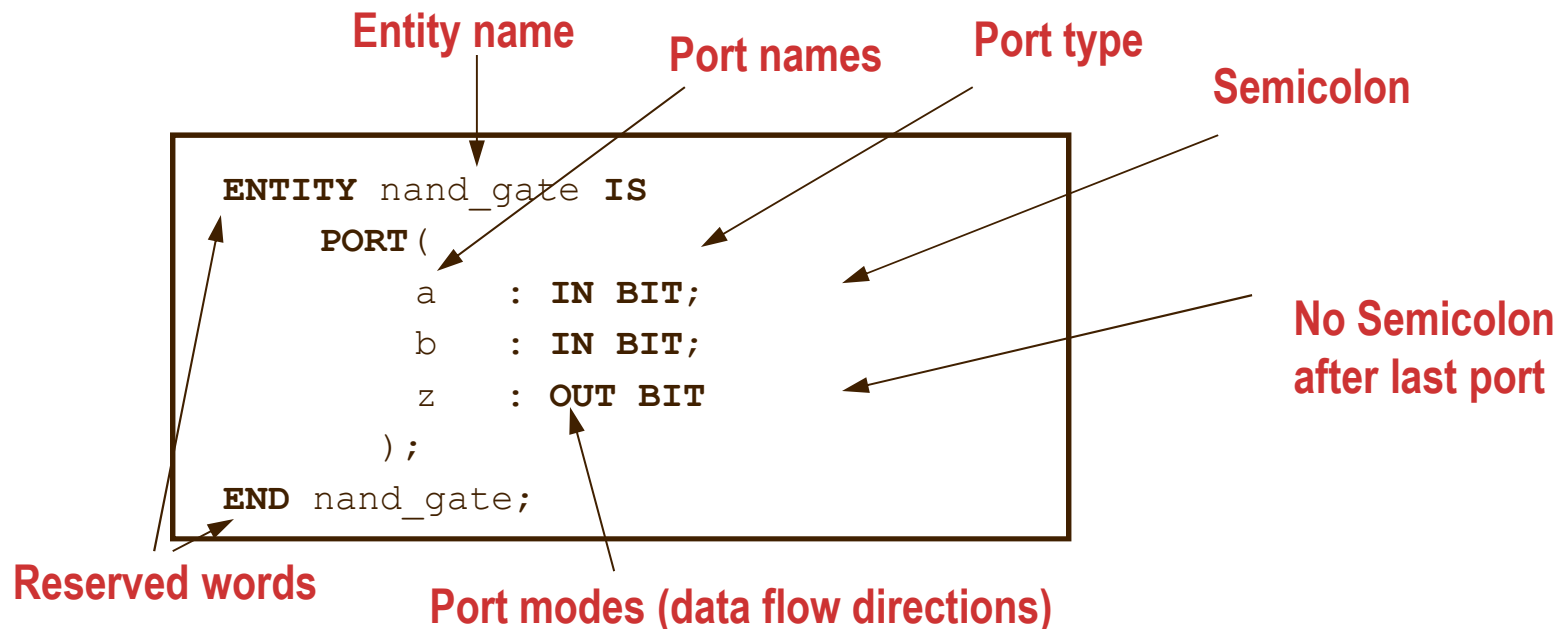 Entity name
Port names
Port type
Semicolon
ENTITY nand_gate IS
PORT(
a : IN BIT;
b : IN BIT;
z : OUT BIT
);
END nand_gate;
No Semicolon
after last port
Reserved words
Port modes (data flow directions)